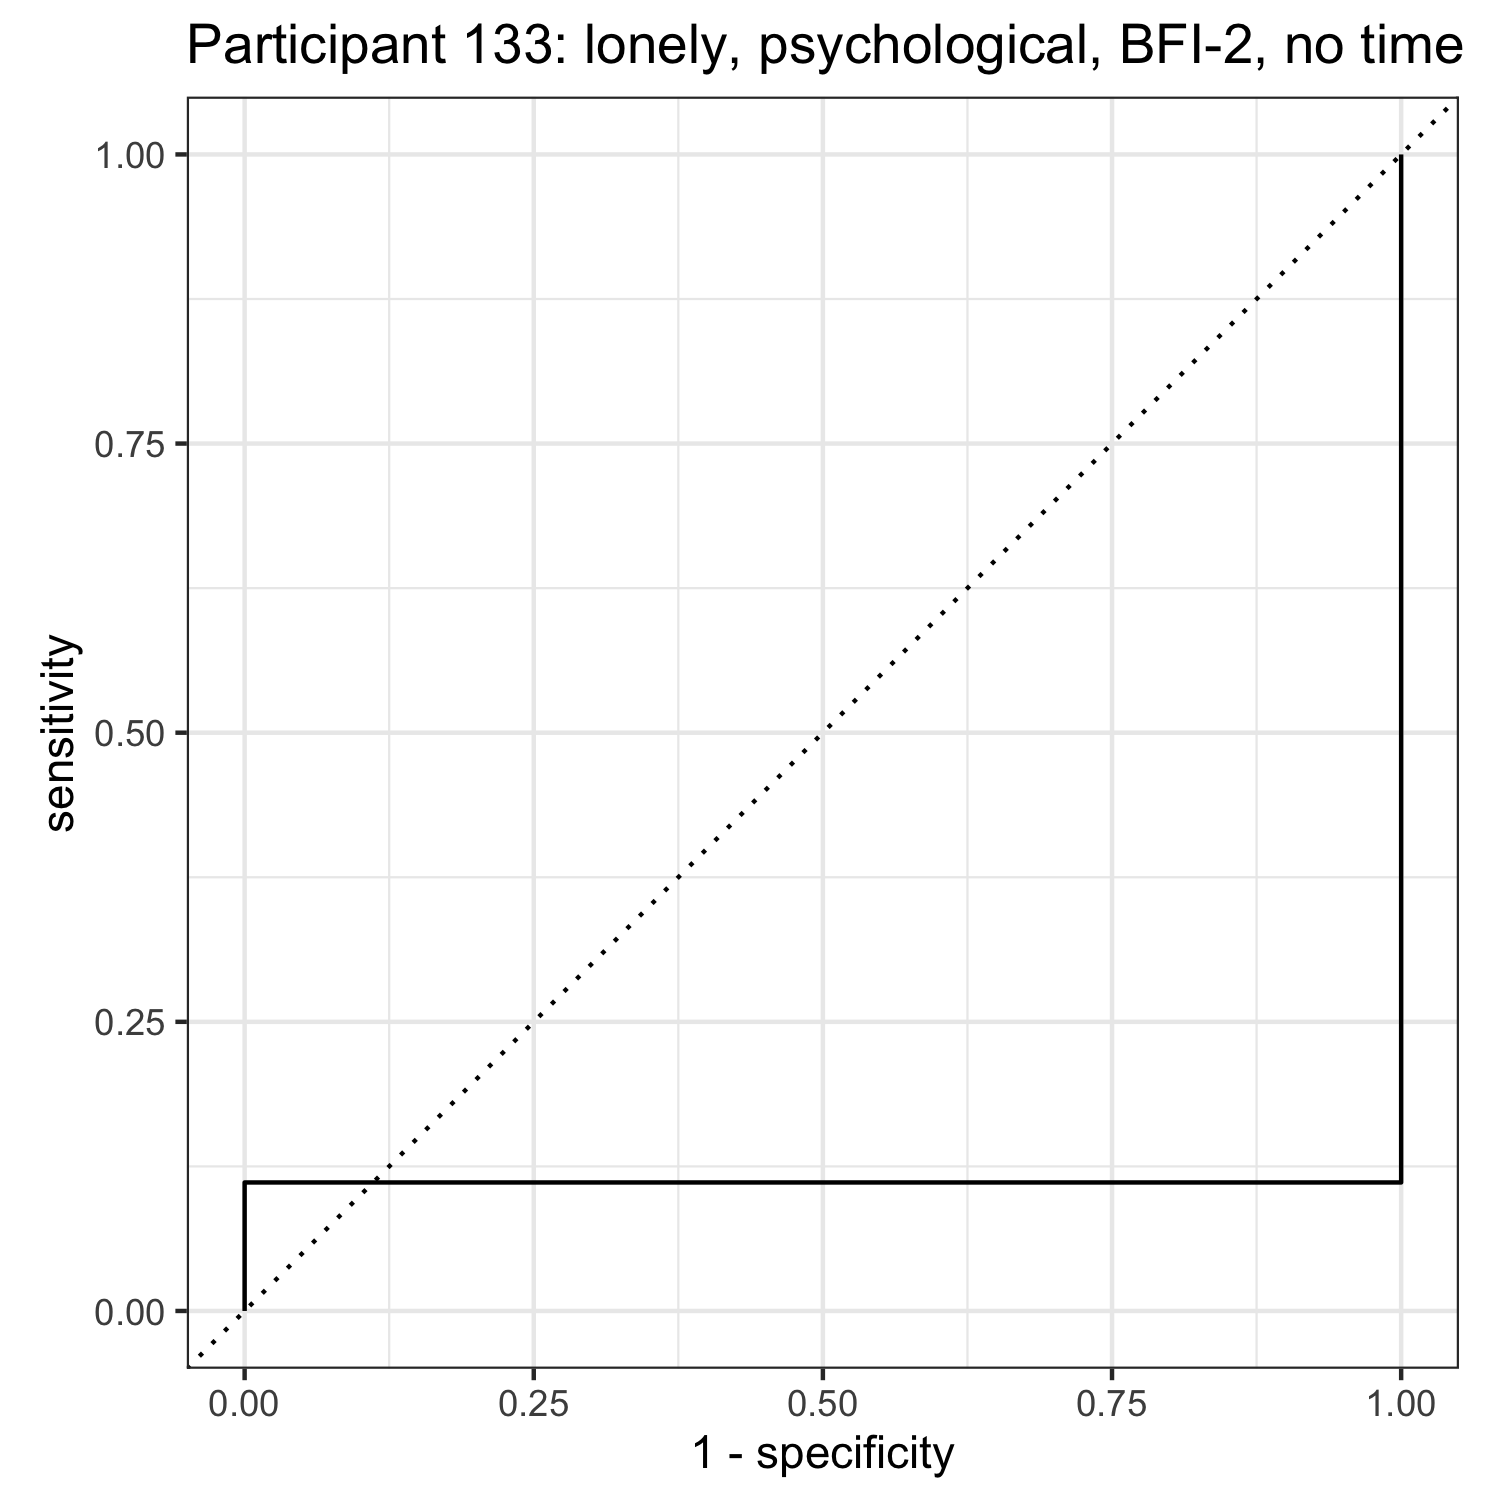 Participant 133: lonely, psychological, BFI-2, no time
1.00
0.75
0.50
0.25
0.00
sensitivity
0.00 0.25 0.50 0.75 1.00
1 - specificity